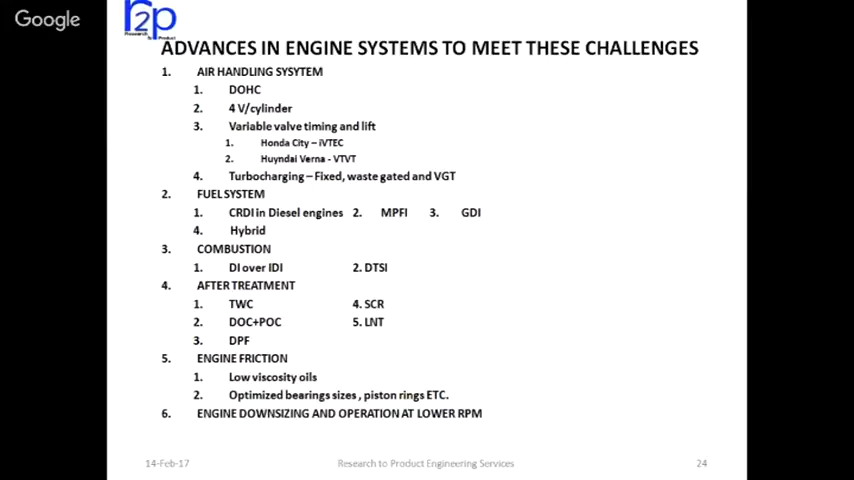 Google
r2p
Research
to Product
ADVANCES IN ENGINE SYSTEMS TO MEET THESE CHALLENGES
1. AIR HANDLING SYSYTEM
1. DOHC
2. 4 V/cylinder
3. Variable valve timing and lift
1. Honda City – iVTEC
2. Huyndai Verna - VTVT
4. Turbocharging – Fixed, waste gated and VGT
2. FUEL SYSTEM
1. CRDI in Diesel engines 2. MPFI 3. GDI
4. Hybrid
3. COMBUSTION
1. DI over IDI 2. DTSI
4. AFTER TREATMENT
1. TWC 4. SCR
2. DOC+POC 5. LNT
3. DPF
5. ENGINE FRICTION
1. Low viscosity oils
2. Optimized bearings sizes , piston rings ETC.
6. ENGINE DOWNSIZING AND OPERATION AT LOWER RPM
14-Feb-17 Research to Product Engineering Services 24